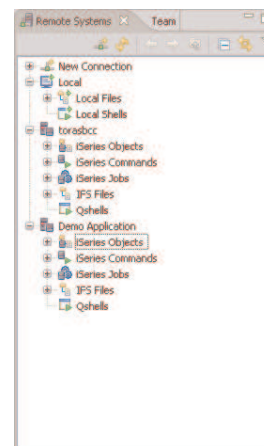 Remote Systems Team
New Connection
Local
Local Files
Local Shells
torasbcc
iSeries Objects
iSeries Commands
iSeries Jobs
IFS Files
Qshells
Demo Application
iSeries Objects
iSeries Commands
iSeries Jobs
IFS Files
Qshells